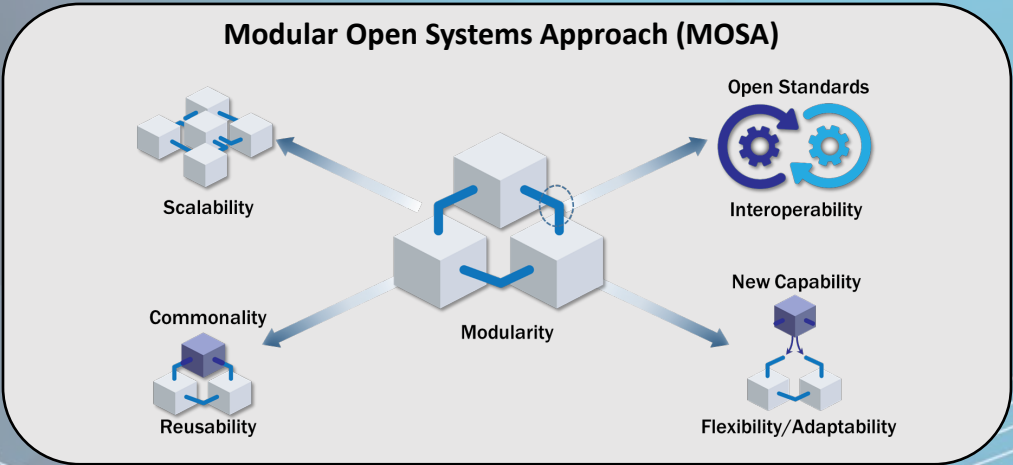 Modular Open Systems Approach (MOSA)
Scalability
Open Standards
Interoperability
Modularity
Commonality
Reusability
New Capability
Flexibility/Adaptability